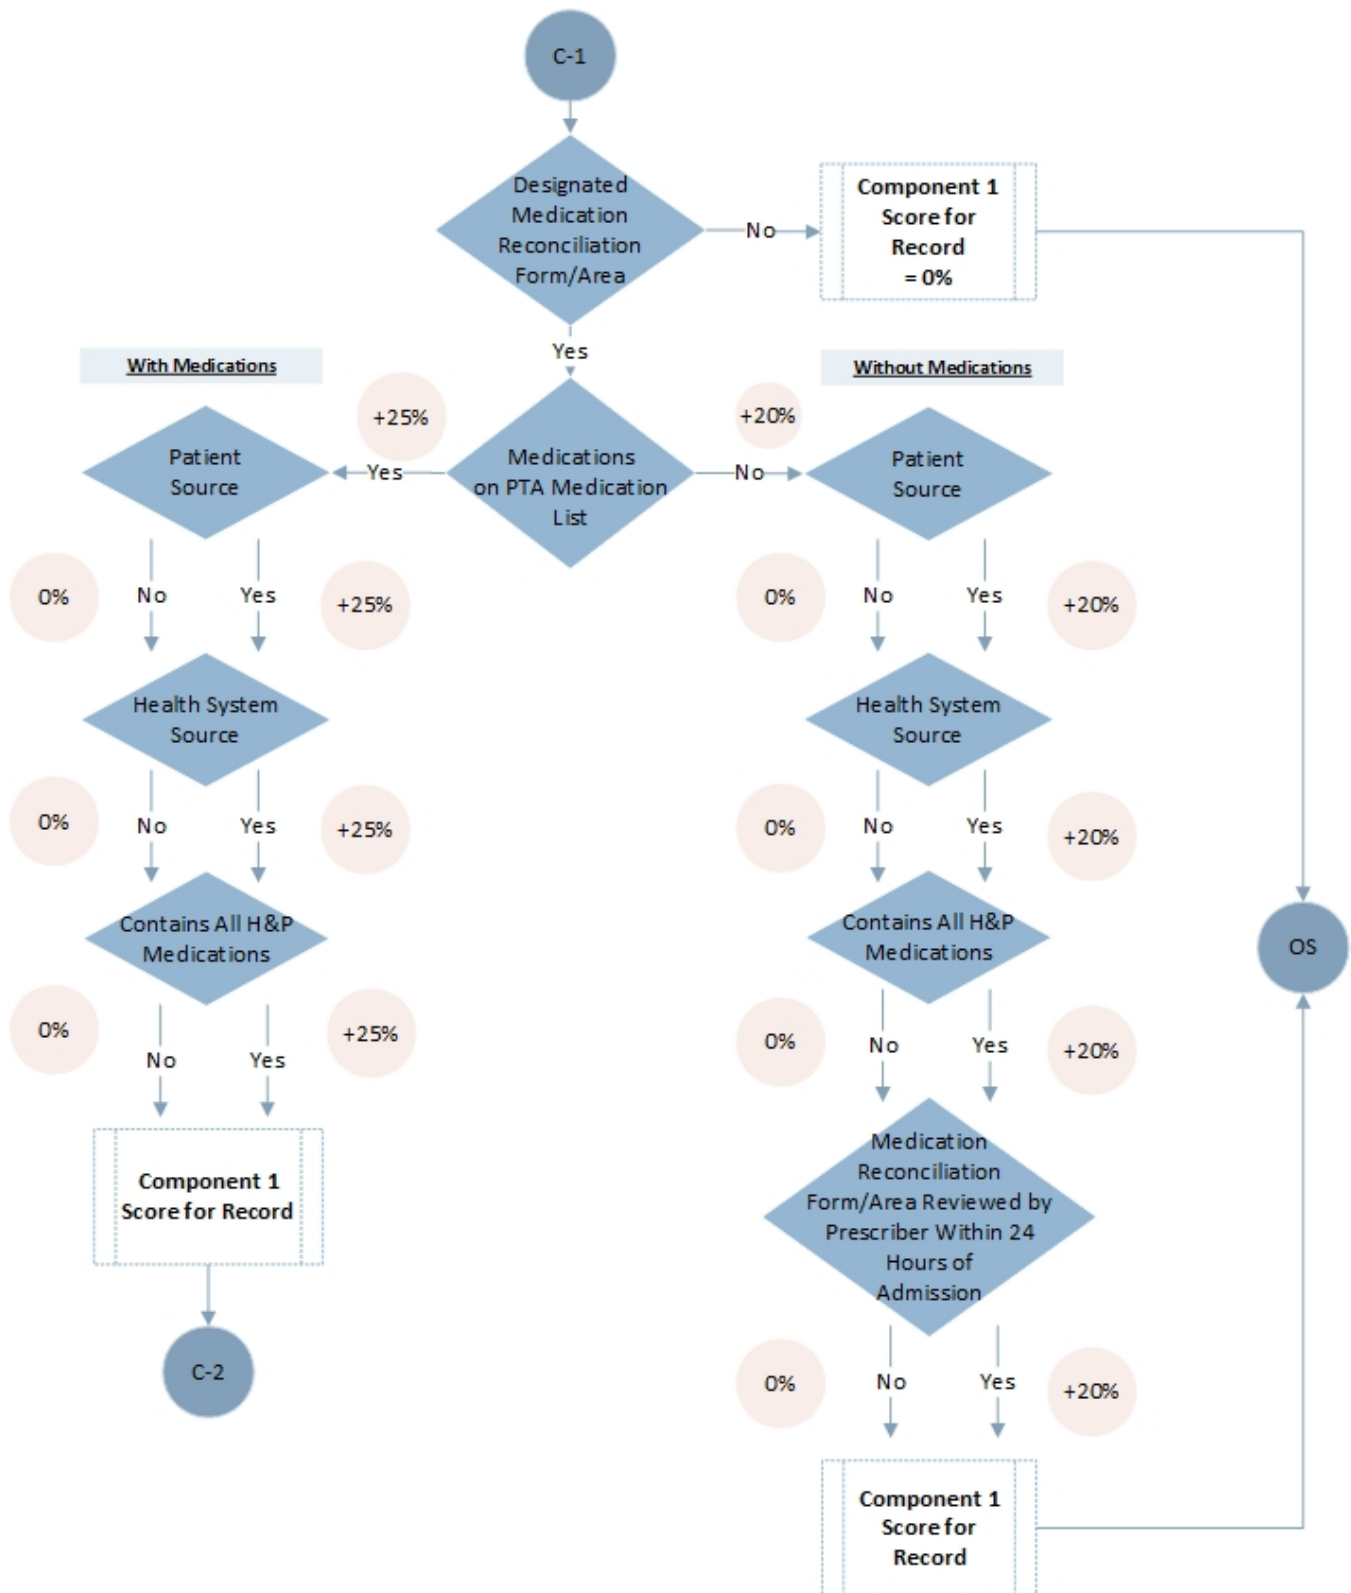 C-1
Designated
Medication
Reconciliation
Form/Area
No
Component 1
Score for
Record
= 0%
Yes
With Medications
Without Medications
+25%
+20%
Patient
Source
Yes
Medications
on PTA Medication
List
No
Patient
Source
0%
No
Yes
+25%
0%
No
Yes
+20%
Health System
Source
Health System
Source
0%
No
Yes
+25%
0%
No
Yes
+20%
Contains All H&P
Medications
Contains All H&P
Medications
OS
0%
No
Yes
+25%
0%
No
Yes
+20%
Component 1
Score for Record
Medication
Reconciliation
Form/Area Reviewed by
Prescriber Within 24
Hours of
Admission
C-2
0%
No
Yes
+20%
Component 1
Score for
Record